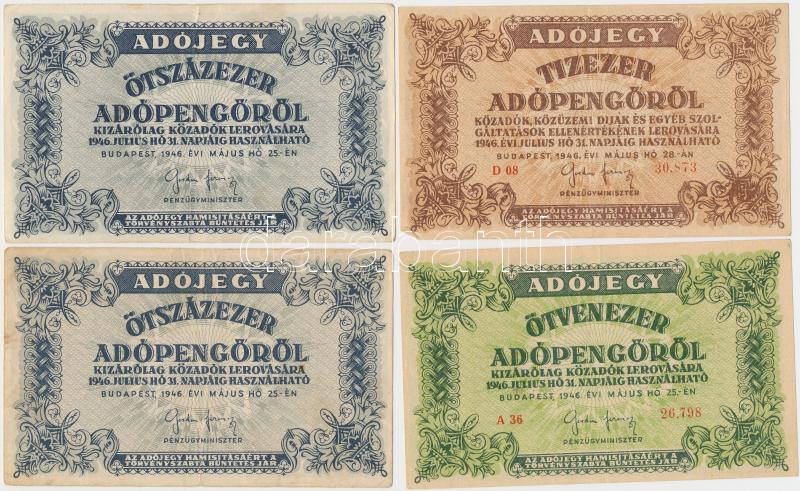 ADÓJEGY
ÖTSZÁZEZER
ADÓPENGŐRŐL
KIZÁRÓLAG KÖZADÓK LEROVÁSÁRA
1946. JULIUS HÓ 31. NAPJÁIG HASZNÁLHATÓ
BUDAPEST, 1946. ÉVI MÁJUS HÓ 25.-ÉN
PÉNZÜGYMINISZTER
AZ ADÓJEGY HAMISITÁSÁÉRT A
TÖRVÉNYSZABTA BÜNTETÉS JÁR
ADÓJEGY
TIZEZER
ADÓPENGŐRŐL
KÖZADÓK, KÖZÜZEMI DIJAK ÉS EGYÉB SZOL-
GÁLTATÁSOK ELLENÉRTÉKÉNEK LEROVÁSÁRA
1946. ÉVI JULIUS HÓ 31. NAPJÁIG HASZNÁLHATÓ
BUDAPEST, 1946. ÉVI MÁJUS HÓ 28.-ÁN
D 08 30.873
PÉNZÜGYMINISZTER
AZ ADÓJEGY HAMISITÁSÁÉRT A
TÖRVÉNYSZABTA BÜNTETÉS JÁR
darabanth
ADÓJEGY
ÖTSZÁZEZER
ADÓPENGŐRŐL
KIZÁRÓLAG KÖZADÓK LEROVÁSÁRA
1946. JULIUS HÓ 31. NAPJÁIG HASZNÁLHATÓ
BUDAPEST, 1946. ÉVI MÁJUS HÓ 25.-ÉN
PÉNZÜGYMINISZTER
AZ ADÓJEGY HAMISITÁSÁÉRT A
TÖRVÉNYSZABTA BÜNTETÉS JÁR
ADÓJEGY
ÖTVENEZER
ADÓPENGŐRŐL
KIZÁRÓLAG KÖZADÓK LEROVÁSÁRA
1946. JULIUS HÓ 31. NAPJÁIG HASZNÁLHATÓ
BUDAPEST, 1946. ÉVI MÁJUS HÓ 25.-ÉN
A 36 26.798
PÉNZÜGYMINISZTER
AZ ADÓJEGY HAMISITÁSÁÉRT A
TÖRVÉNYSZABTA BÜNTETÉS JÁR